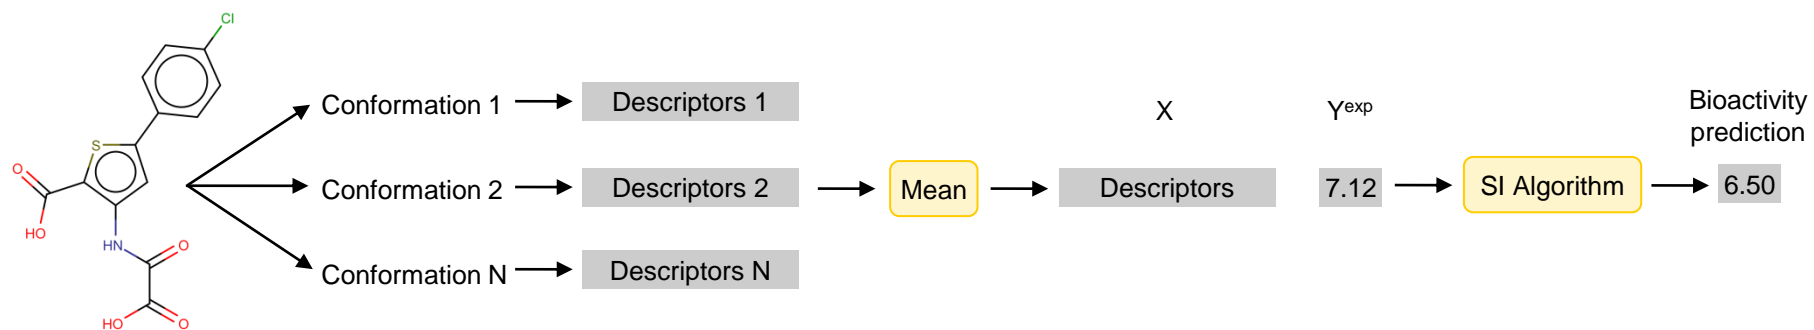 Cl
S
O
HO
HN
O
HO
O
Conformation 1
Descriptors 1
Conformation 2
Descriptors 2
Conformation N
Descriptors N
Mean
X
Descriptors
Yexp
7.12
SI Algorithm
Bioactivity
prediction
6.50